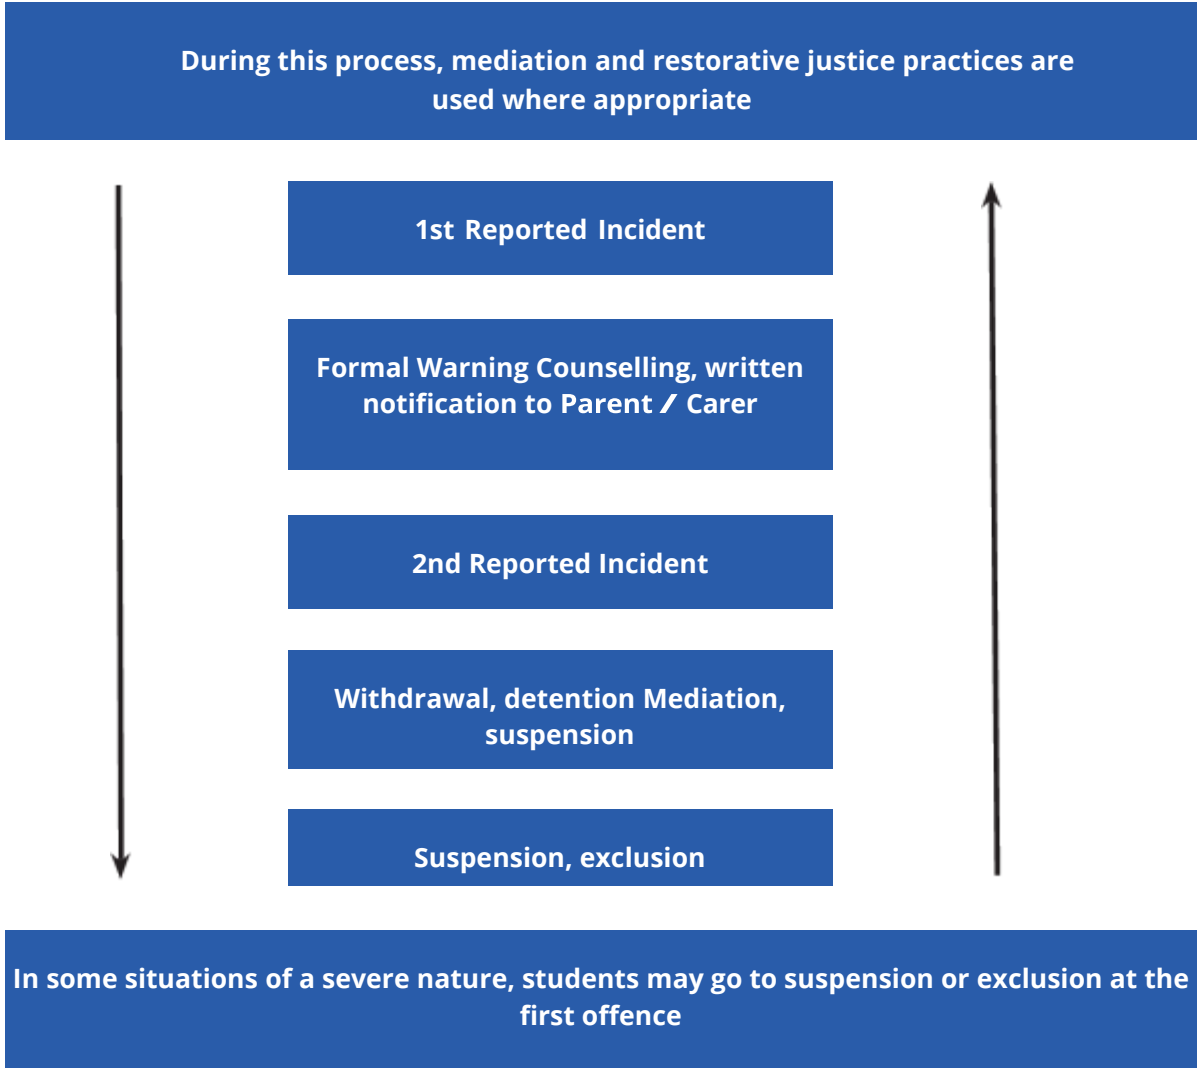 During this process, mediation and restorative justice practices are
used where appropriate
1st Reported Incident
Formal Warning Counselling, written
notification to Parent / Carer
2nd Reported Incident
Withdrawal, detention Mediation,
suspension
Suspension, exclusion
In some situations of a severe nature, students may go to suspension or exclusion at the
first offence